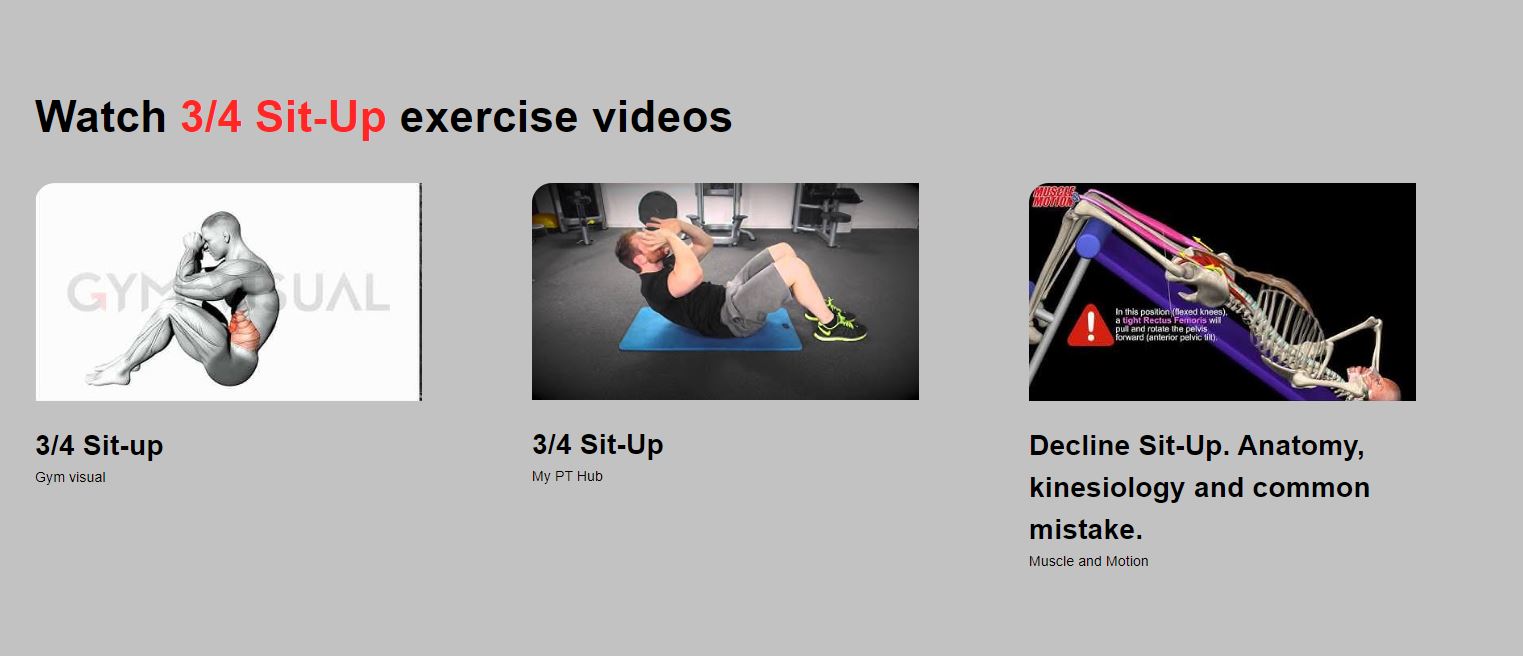 Watch 3/4 Sit-Up exercise videos
GYM VISUAL
MUSCLE
MOTION
In this position (flexed knees),
a tight Rectus Femoris will
pull and rotate the pelvis
forward (anterior pelvic tilt).
3/4 Sit-up
Gym visual
3/4 Sit-Up
My PT Hub
Decline Sit-Up. Anatomy,
kinesiology and common
mistake.
Muscle and Motion